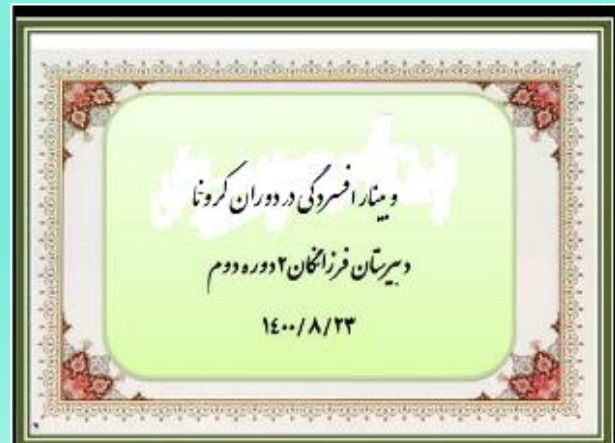 وبینار افسردگی در دوران کرونا
دبیرستان فرزانگان ۲ دوره دوم
۱۴۰۰/۸/۲۳